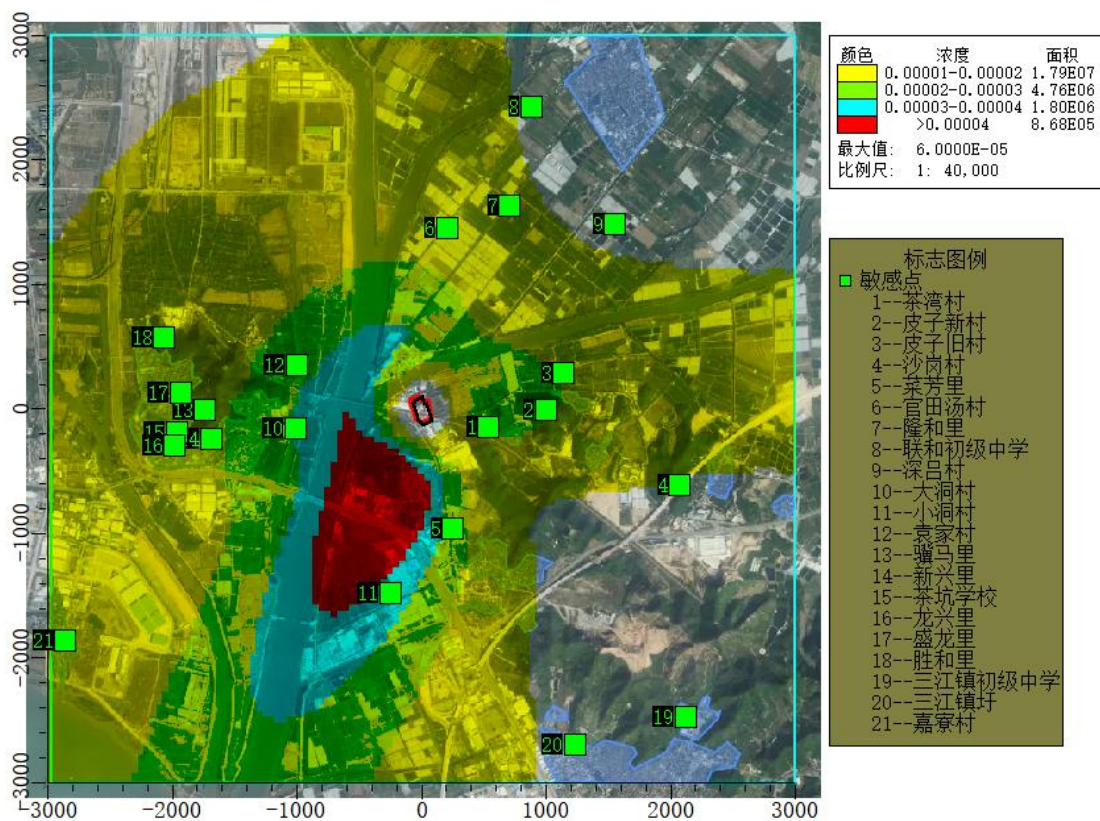 颜色 浓度 面积
0.00001-0.00002 1.79E07
0.00002-0.00003 4.76E06
0.00003-0.00004 1.80E06
>0.00004 8.68E05
最大值: 6.0000E-05
比例尺: 1: 40,000
标志图例
敏感点
1--茶湾村
2--皮子新村
3--皮子旧村
4--沙岗村
5--菜芳里
6--官田汤村
7--隆和里
8--联和初级中学
9--深吕村
10--大洞村
11--小洞村
12--袁家村
13--骥马里
14--新兴里
15--茶坑学校
16--龙兴里
17--盛龙里
18--胜和里
19--三江镇初级中学
20--三江镇圩
21--嘉寮村
3000
2000
1000
0
-1000
-2000
-3000
-3000 -2000 -1000 0 1000 2000 3000
8
7
9
6
18
12
3
17
13
2
1
10
15
14
16
4
5
11
21
19
20